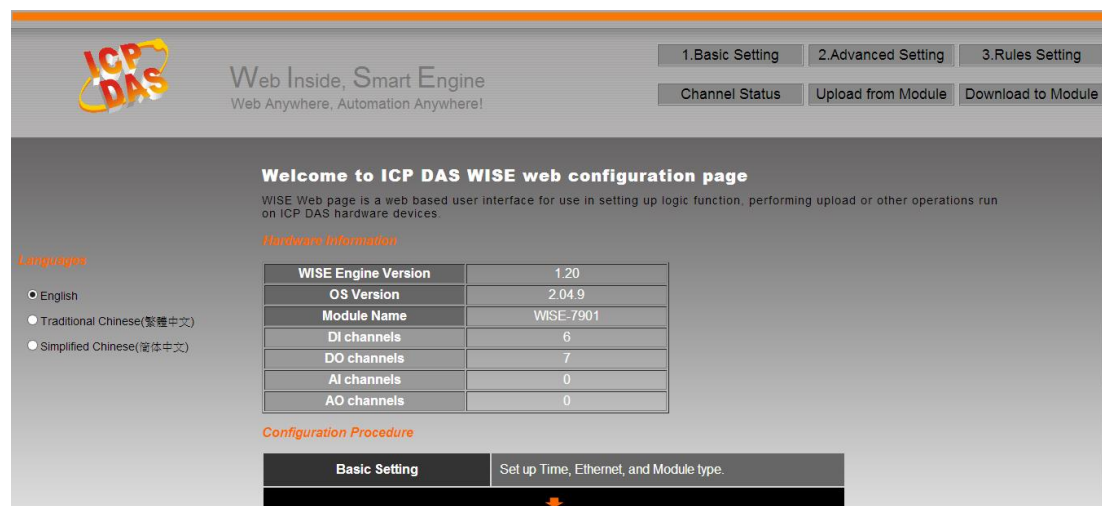 ICP
DAS
Web Inside, Smart Engine
Web Anywhere, Automation Anywhere!
1.Basic Setting
2.Advanced Setting
3.Rules Setting
Channel Status
Upload from Module
Download to Module
Languages
English
Traditional Chinese(繁體中文)
Simplified Chinese(简体中文)
Welcome to ICP DAS WISE web configuration page
WISE Web page is a web based user interface for use in setting up logic function, performing upload or other operations run
on ICP DAS hardware devices.
Hardware Information
WISE Engine Version 1.20
OS Version 2.04.9
Module Name WISE-7901
DI channels 6
DO channels 7
AI channels 0
AO channels 0
Configuration Procedure
Basic Setting Set up Time, Ethernet, and Module type.